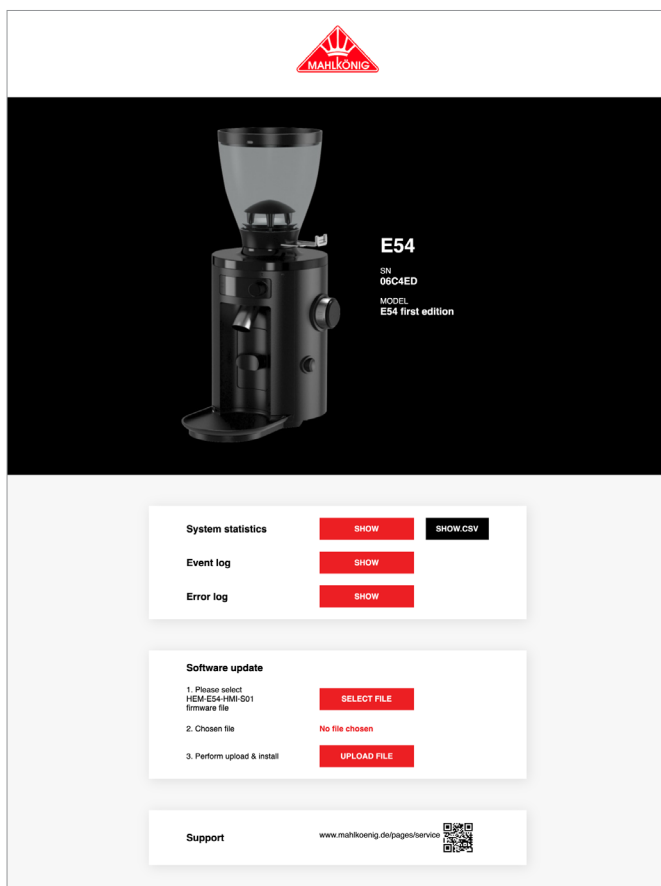 MAHLKÖNIG
E54
SN
06C4ED
MODEL
E54 first edition
System statistics
SHOW
SHOW.CSV
Event log
SHOW
Error log
SHOW
Software update
1. Please select
HEM-E54-HMI-S01
firmware file
SELECT FILE
2. Chosen file
No file chosen
3. Perform upload & install
UPLOAD FILE
Support
www.mahlkoenig.de/pages/service